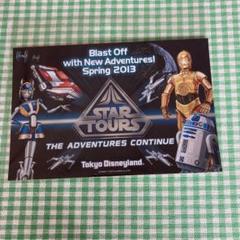 Blast Off
with New Adventures!
Spring 2013
STAR
TOURS
THE ADVENTURES CONTINUE
Tokyo Disneyland